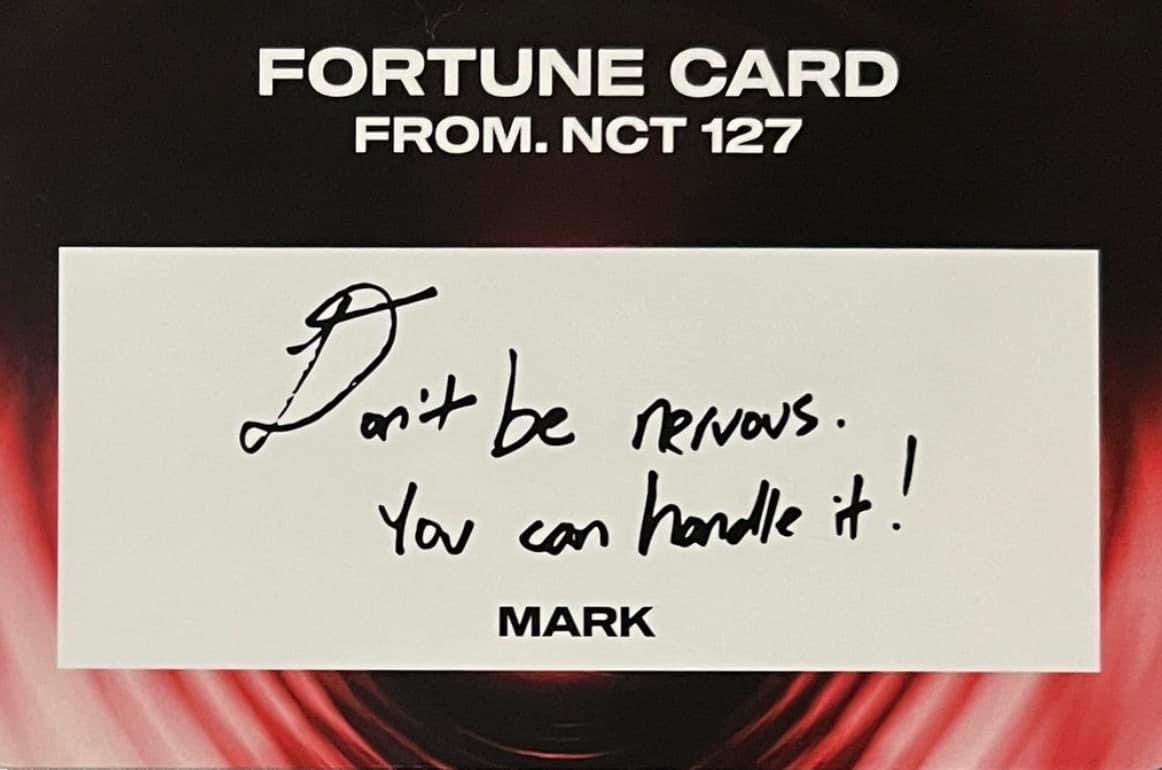 FORTUNE CARD
FROM. NCT 127
Don't be nervous.
You can handle it!
MARK